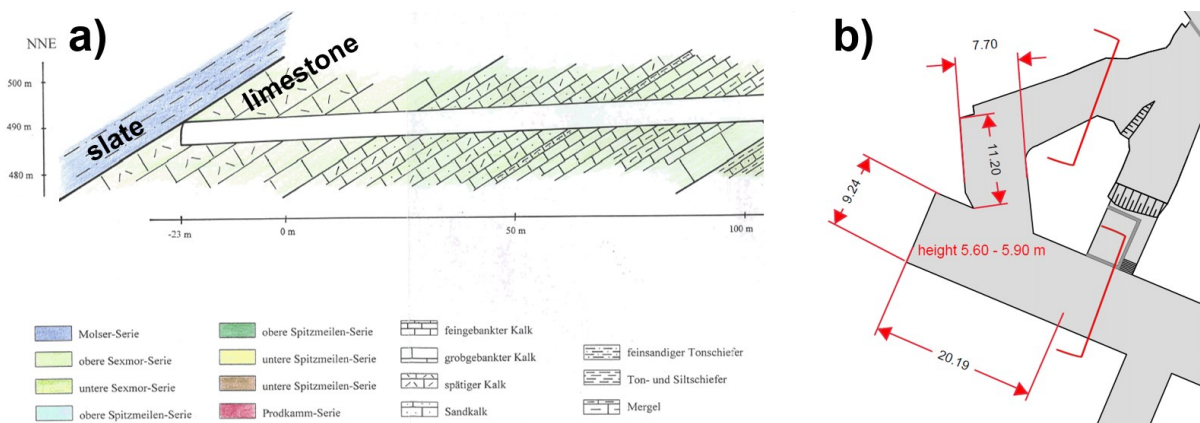 a)
NNE
500 m
490 m
480 m
slate
limestone
-23 m
0 m
50 m
100 m
Molser-Serie
obere Sexmor-Serie
untere Sexmor-Serie
obere Spitzmeilen-Serie
obere Spitzmeilen-Serie
untere Spitzmeilen-Serie
untere Spitzmeilen-Serie
Prodkamm-Serie
feingebankter Kalk
grobgebankter Kalk
spätiger Kalk
Sandkalk
feinsandiger Tonschiefer
Ton- und Siltschiefer
Mergel
b)
7.70
11.20
9.24
height 5.60 - 5.90 m
20.19